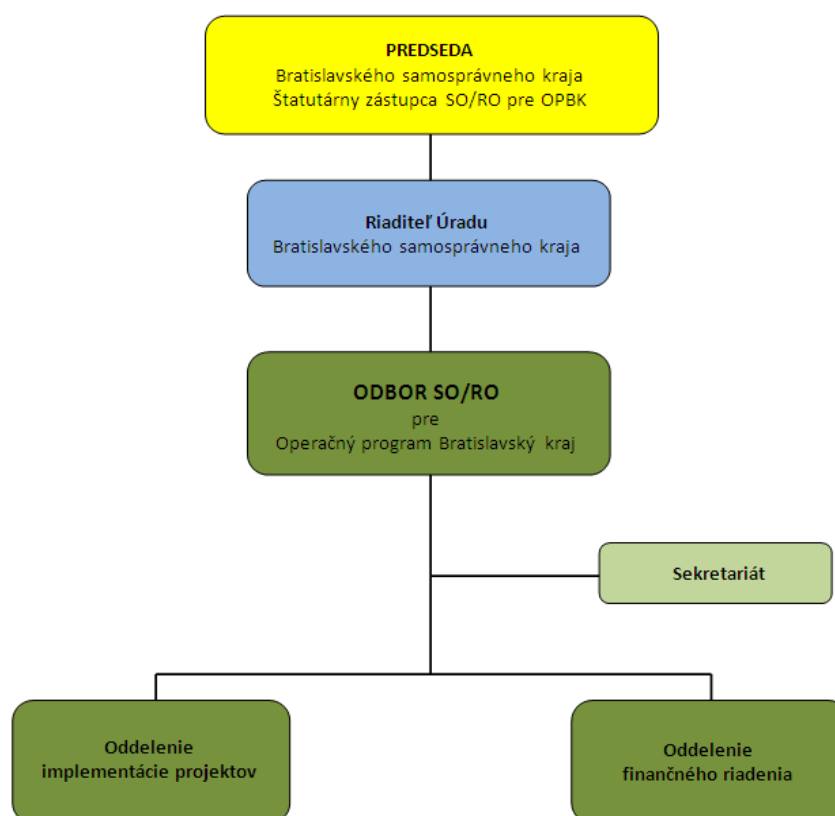 PREDSEDA
Bratislavského samosprávneho kraja
Štatutárny zástupca SO/RO pre OPBK
Riaditeľ Úradu
Bratislavského samosprávneho kraja
ODBOR SO/RO
pre
Operačný program Bratislavský kraj
Sekretariát
Oddelenie
implementácie projektov
Oddelenie
finančného riadenia